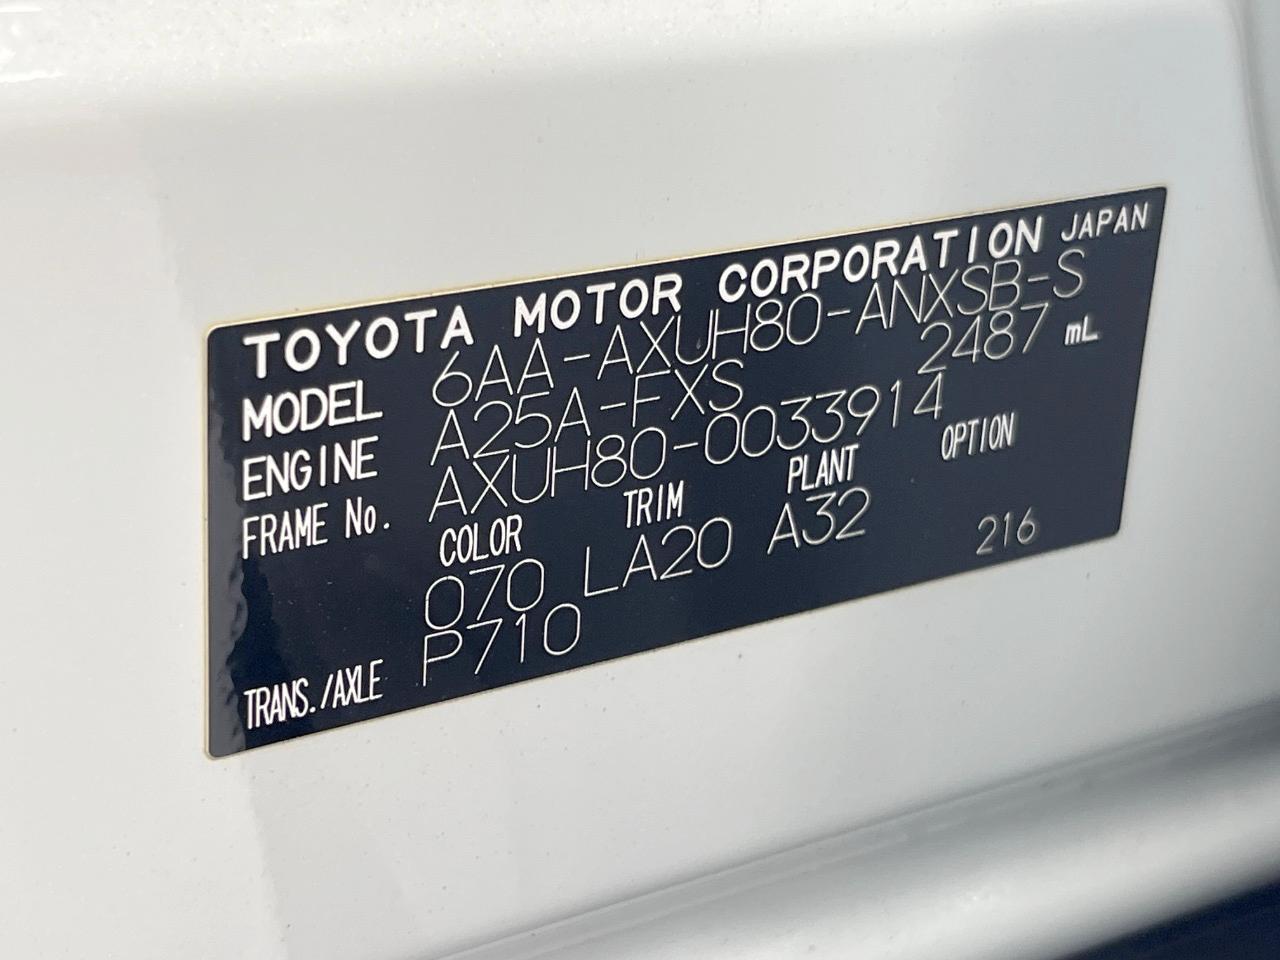 TOYOTA MOTOR CORPORATION JAPAN
MODEL 6AA-AXUH80-ANXSB-S
ENGINE A25A-FXS 2487 mL
FRAME No. AXUH80-0033914
COLOR TRIM PLANT OPTION
070 LA20 A32 216
TRANS./AXLE P710